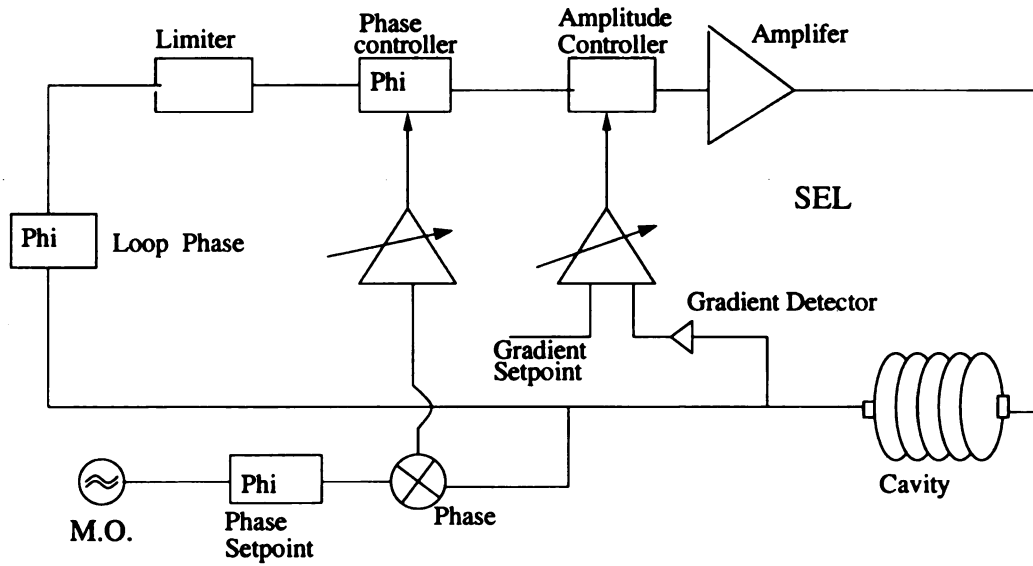 Limiter
Phase
controller
Amplitude
Controller
Amplifer
Phi
SEL
Phi
Loop Phase
Gradient Detector
Gradient
Setpoint
Cavity
Phi
Phase
M.O.
Phase
Setpoint